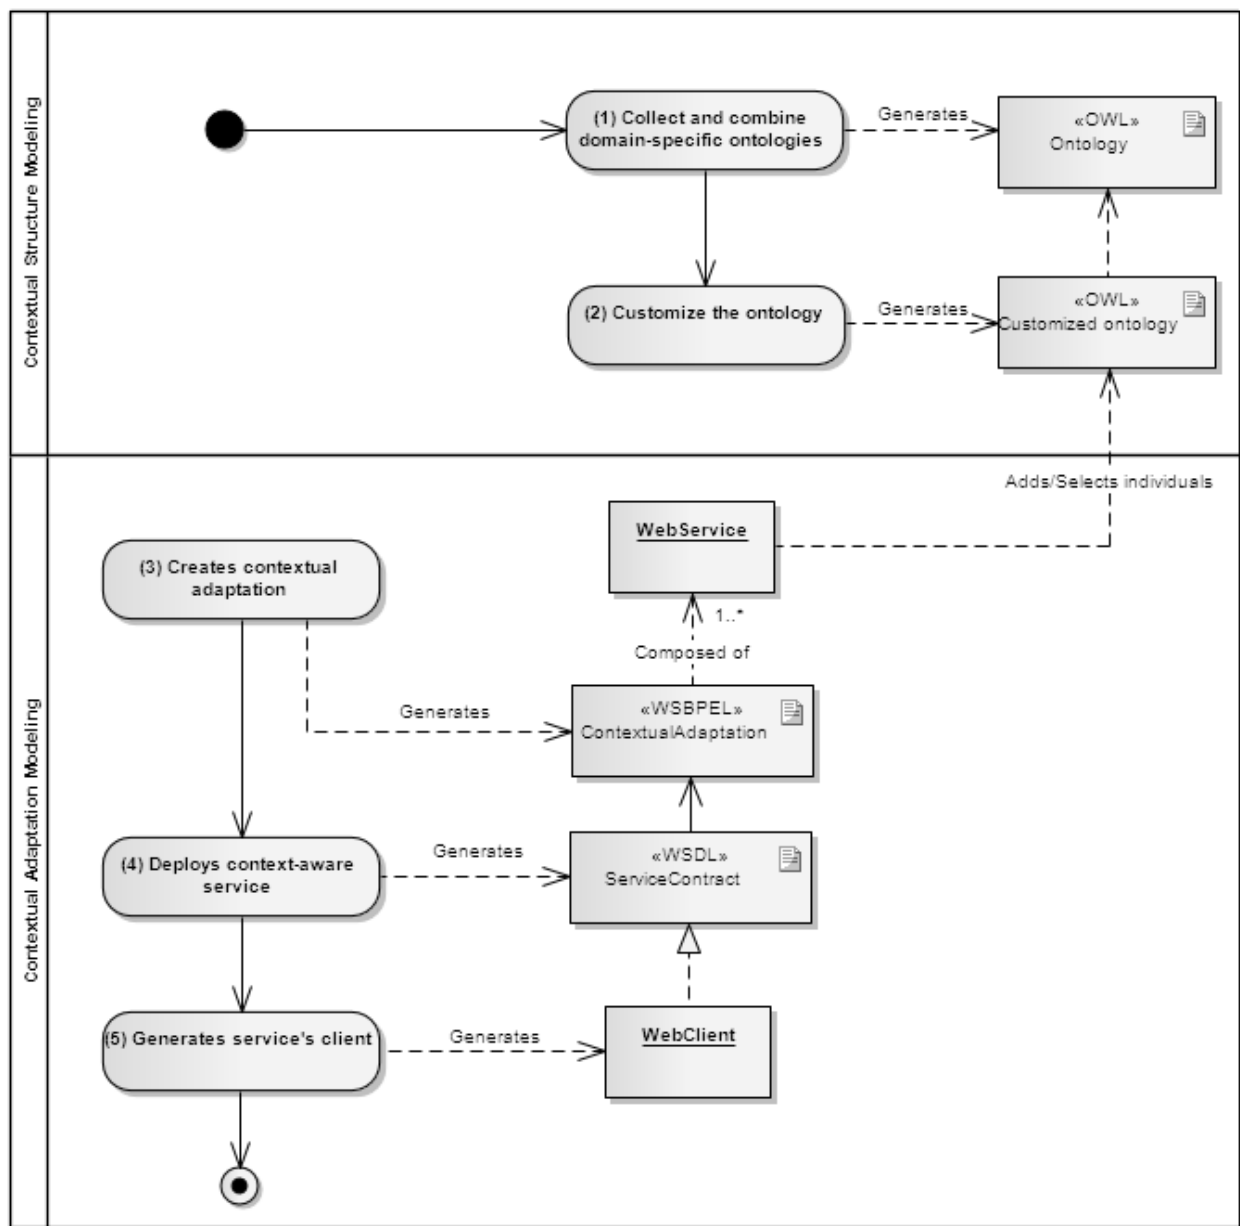 Contextual Structure Modeling
(1) Collect and combine
domain-specific ontologies
Generates
«OWL»
Ontology
(2) Customize the ontology
Generates
«OWL»
Customized ontology
Contextual Adaptation Modeling
Adds/Selects individuals
WebService
(3) Creates contextual
adaptation
1..*
Composed of
Generates
«WSBPEL»
ContextualAdaptation
(4) Deploys context-aware
service
Generates
«WSDL»
ServiceContract
(5) Generates service's client
Generates
WebClient